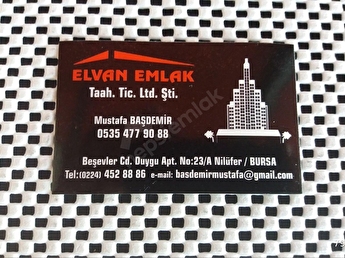 ELVAN EMLAK
Taah. Tic. Ltd. Şti.
Mustafa BAŞDEMİR
0535 477 90 88
Beşevler Cd. Duygu Apt. No:23/A Nilüfer / BURSA
Tel:(0224) 452 88 86 e-mail: basdemirmustafa@gmail.com